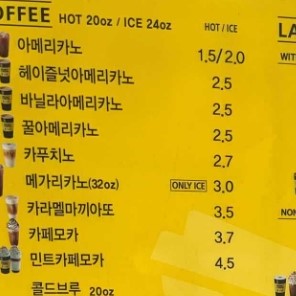 COFFEE HOT 20oz / ICE 24oz HOT / ICE
아메리카노 1.5/2.0
헤이즐넛아메리카노 2.5
바닐라아메리카노 2.5
꿀아메리카노 2.5
카푸치노 2.7
메가리카노(32oz) ONLY ICE 3.0
카라멜마끼아또 3.5
카페모카 3.7
민트카페모카 4.5
콜드브루 20oz
LA
WIT
NON